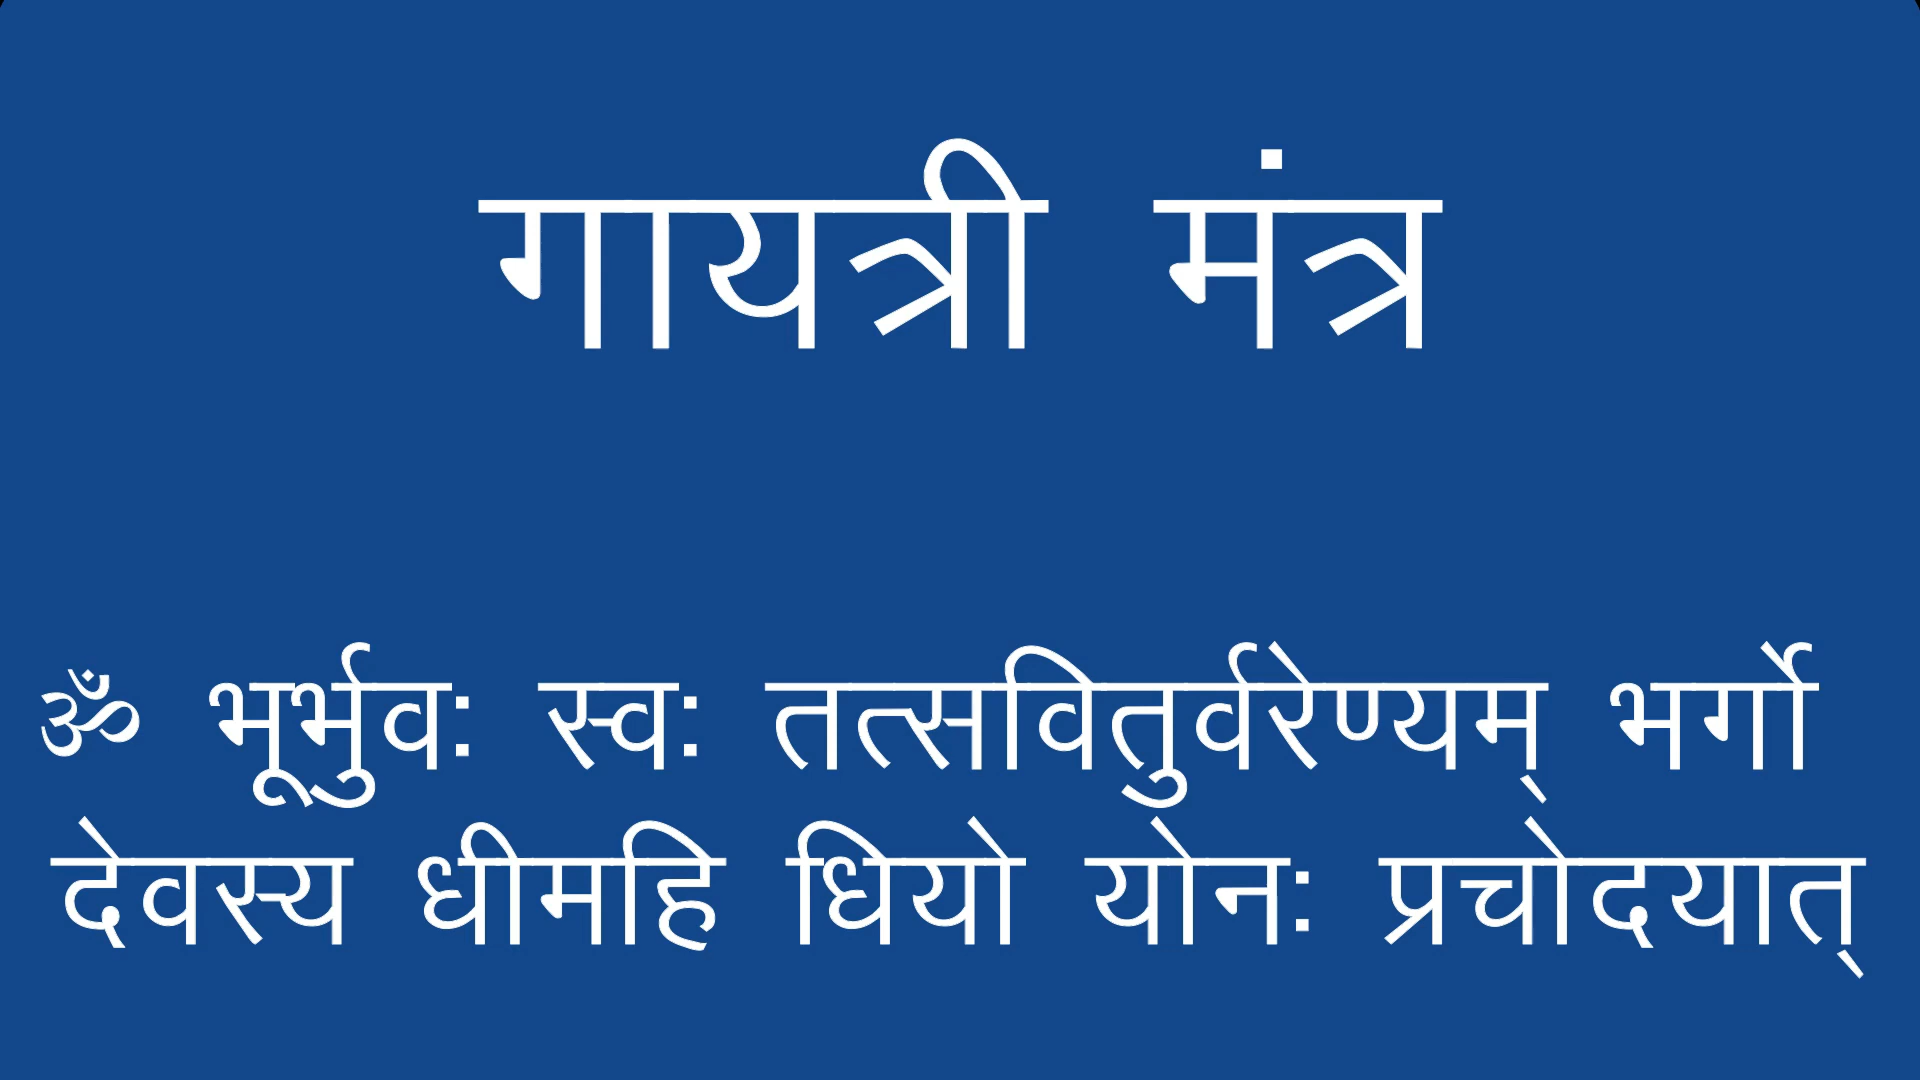 गायत्री मंत्र
ॐ भूर्भुवः स्वः तत्सवितुर्वरेण्यम् भर्गो
देवस्य धीमहि धियो योनः प्रचोदयात्